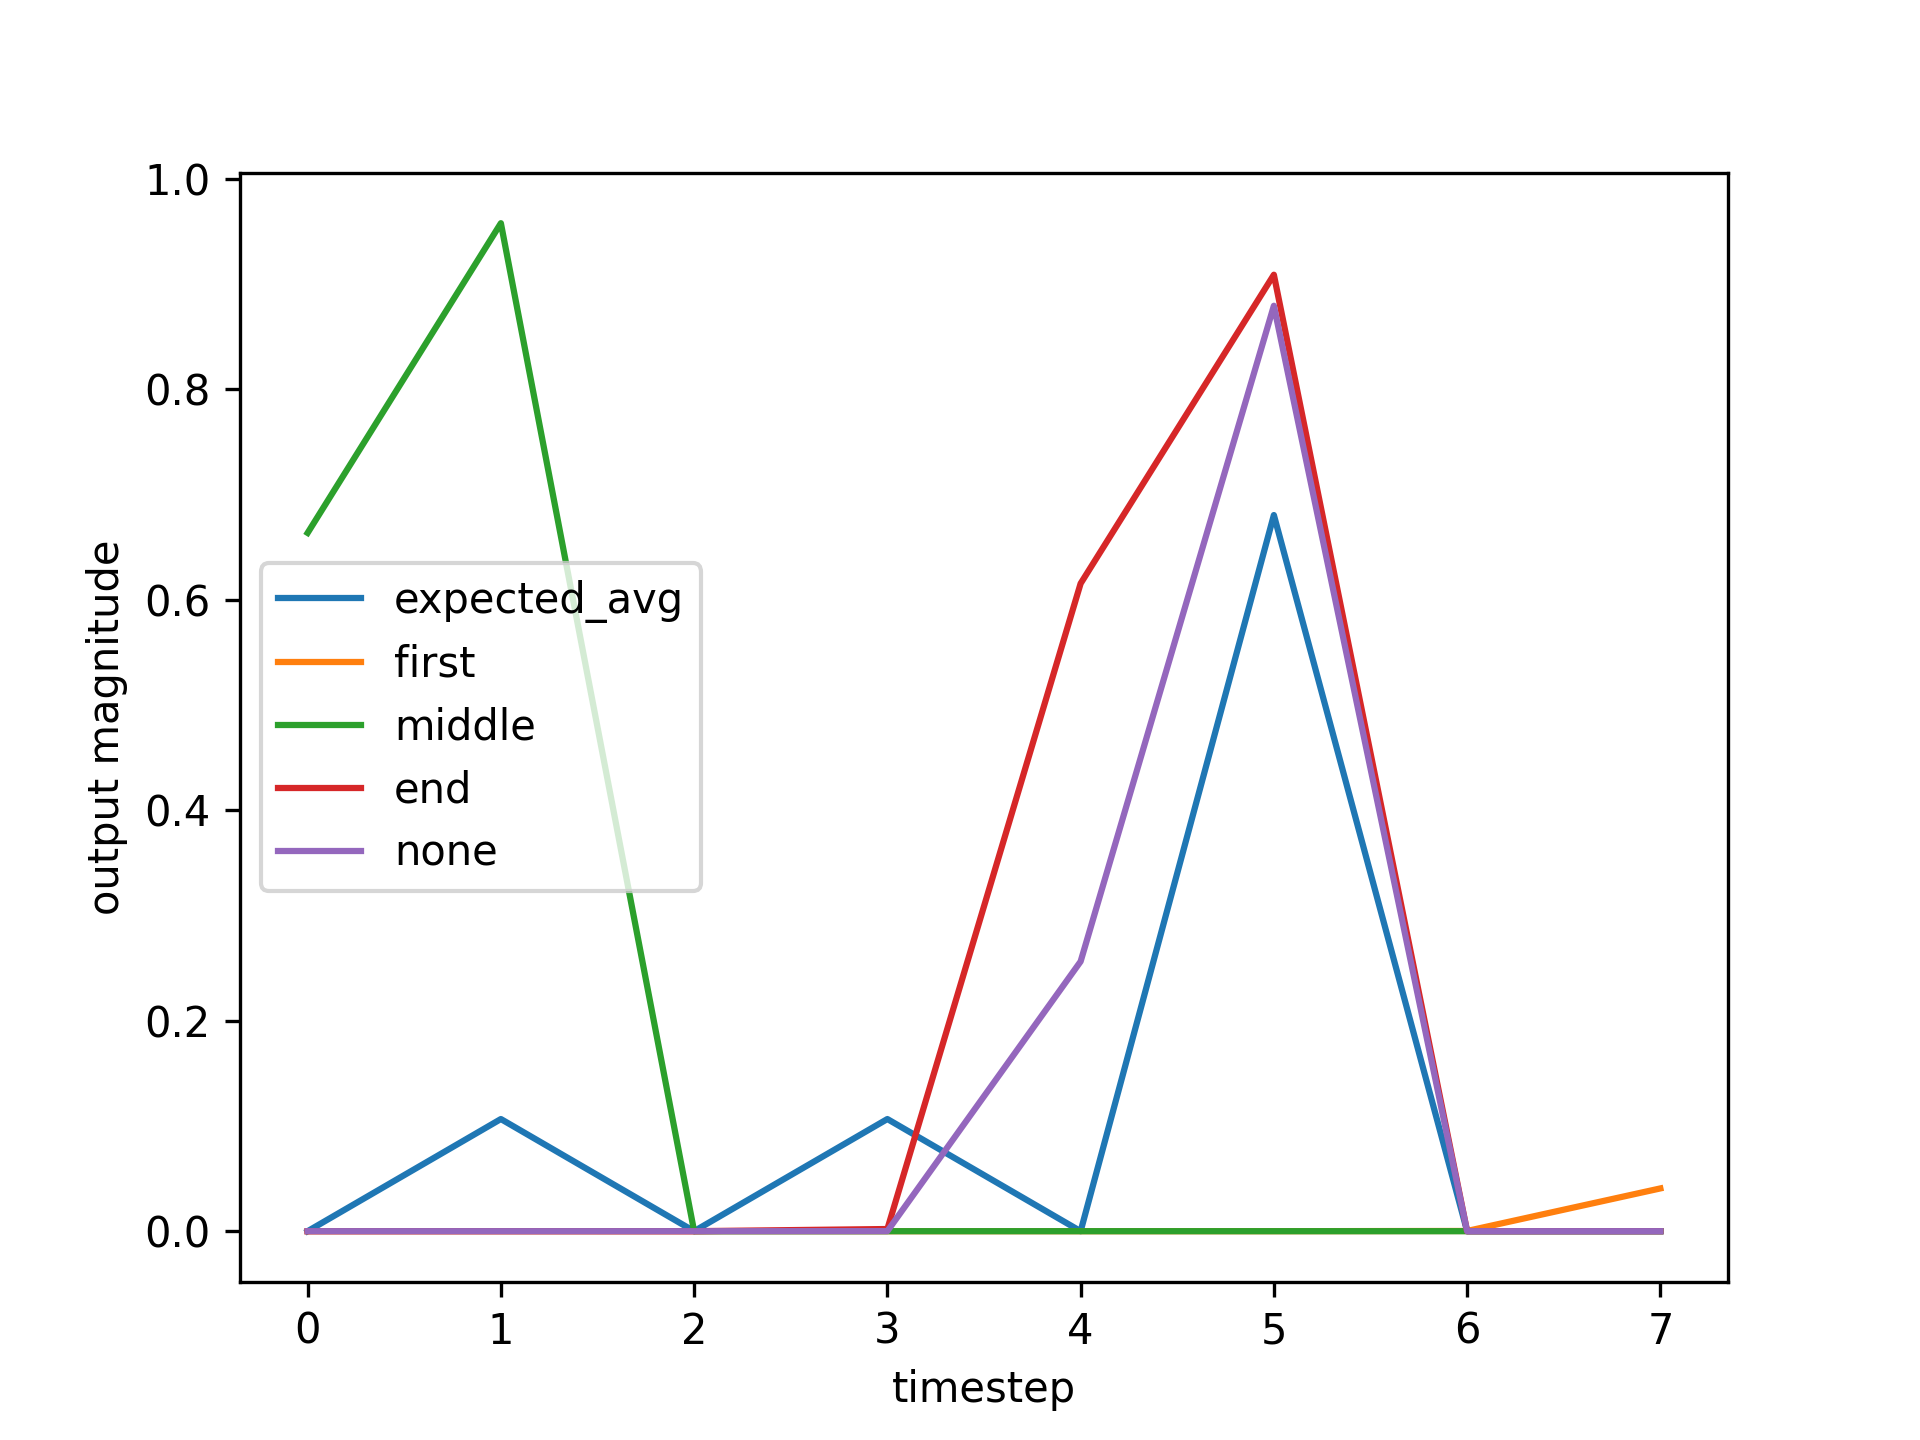 1.0
0.8
0.6
0.4
0.2
0.0
output magnitude
expected_avg
first
middle
end
none
0 1 2 3 4 5 6 7
timestep